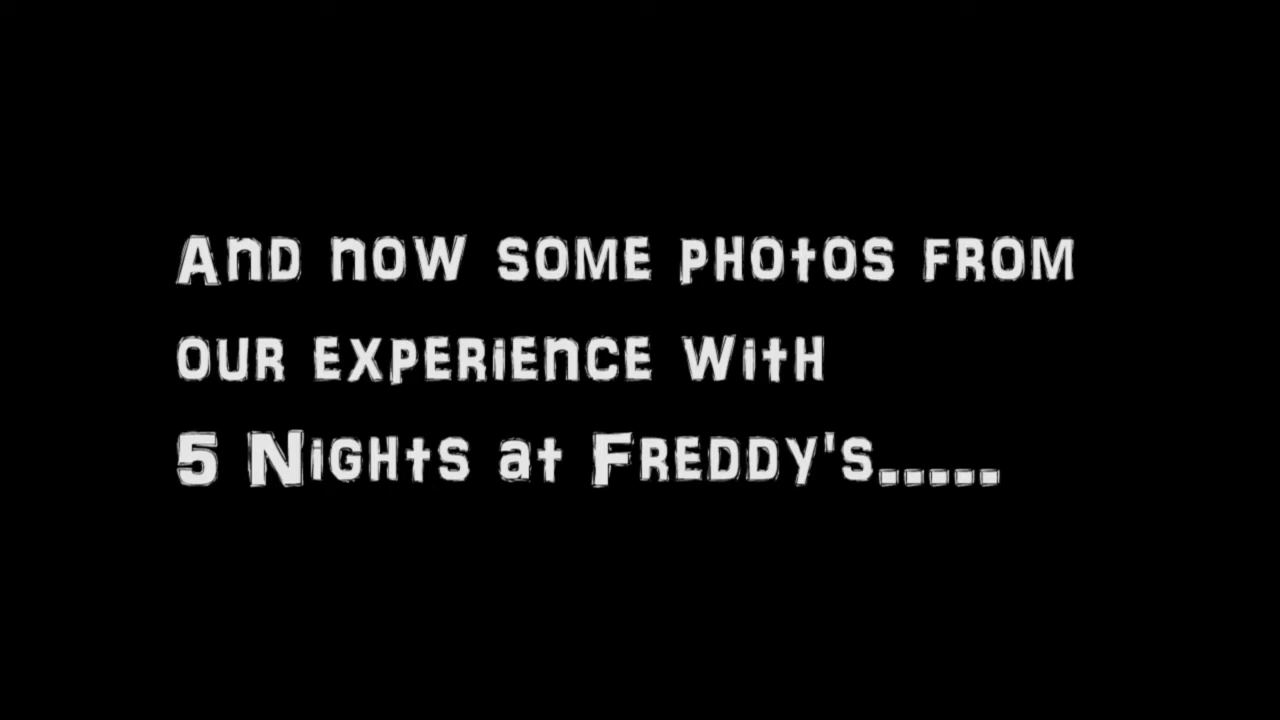 And now some photos from
our experience with
5 Nights at Freddy's.....